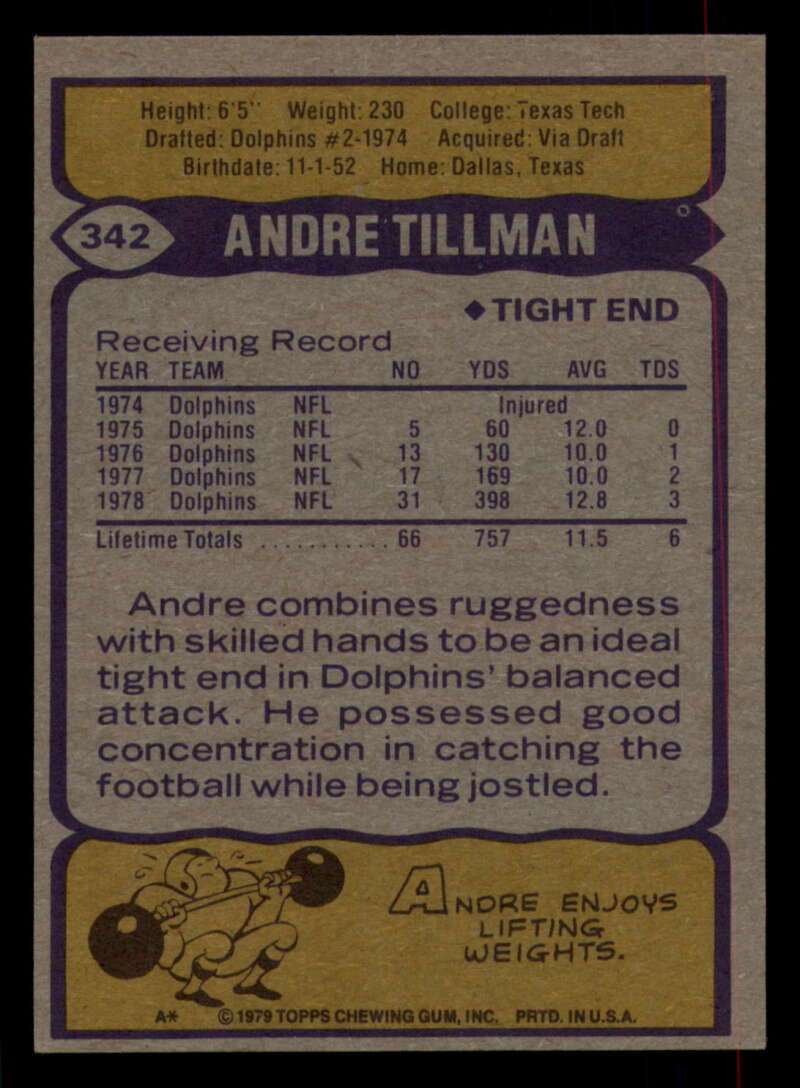 Height: 6'5" Weight: 230 College: Texas Tech
Drafted: Dolphins #2-1974 Acquired: Via Draft
Birthdate: 11-1-52 Home: Dallas, Texas
342 ANDRE TILLMAN
◆TIGHT END
Receiving Record
YEAR TEAM NO YDS AVG TDS
1974 Dolphins NFL Injured
1975 Dolphins NFL 5 60 12.0 0
1976 Dolphins NFL 13 130 10.0 1
1977 Dolphins NFL 17 169 10.0 2
1978 Dolphins NFL 31 398 12.8 3
Lifetime Totals ........... 66 757 11.5 6
Andre combines ruggedness
with skilled hands to be an ideal
tight end in Dolphins' balanced
attack. He possessed good
concentration in catching the
football while being jostled.
ANDRE ENJOYS
LIFTING
WEIGHTS.
A* © 1979 TOPPS CHEWING GUM, INC. PRTD. IN U.S.A.